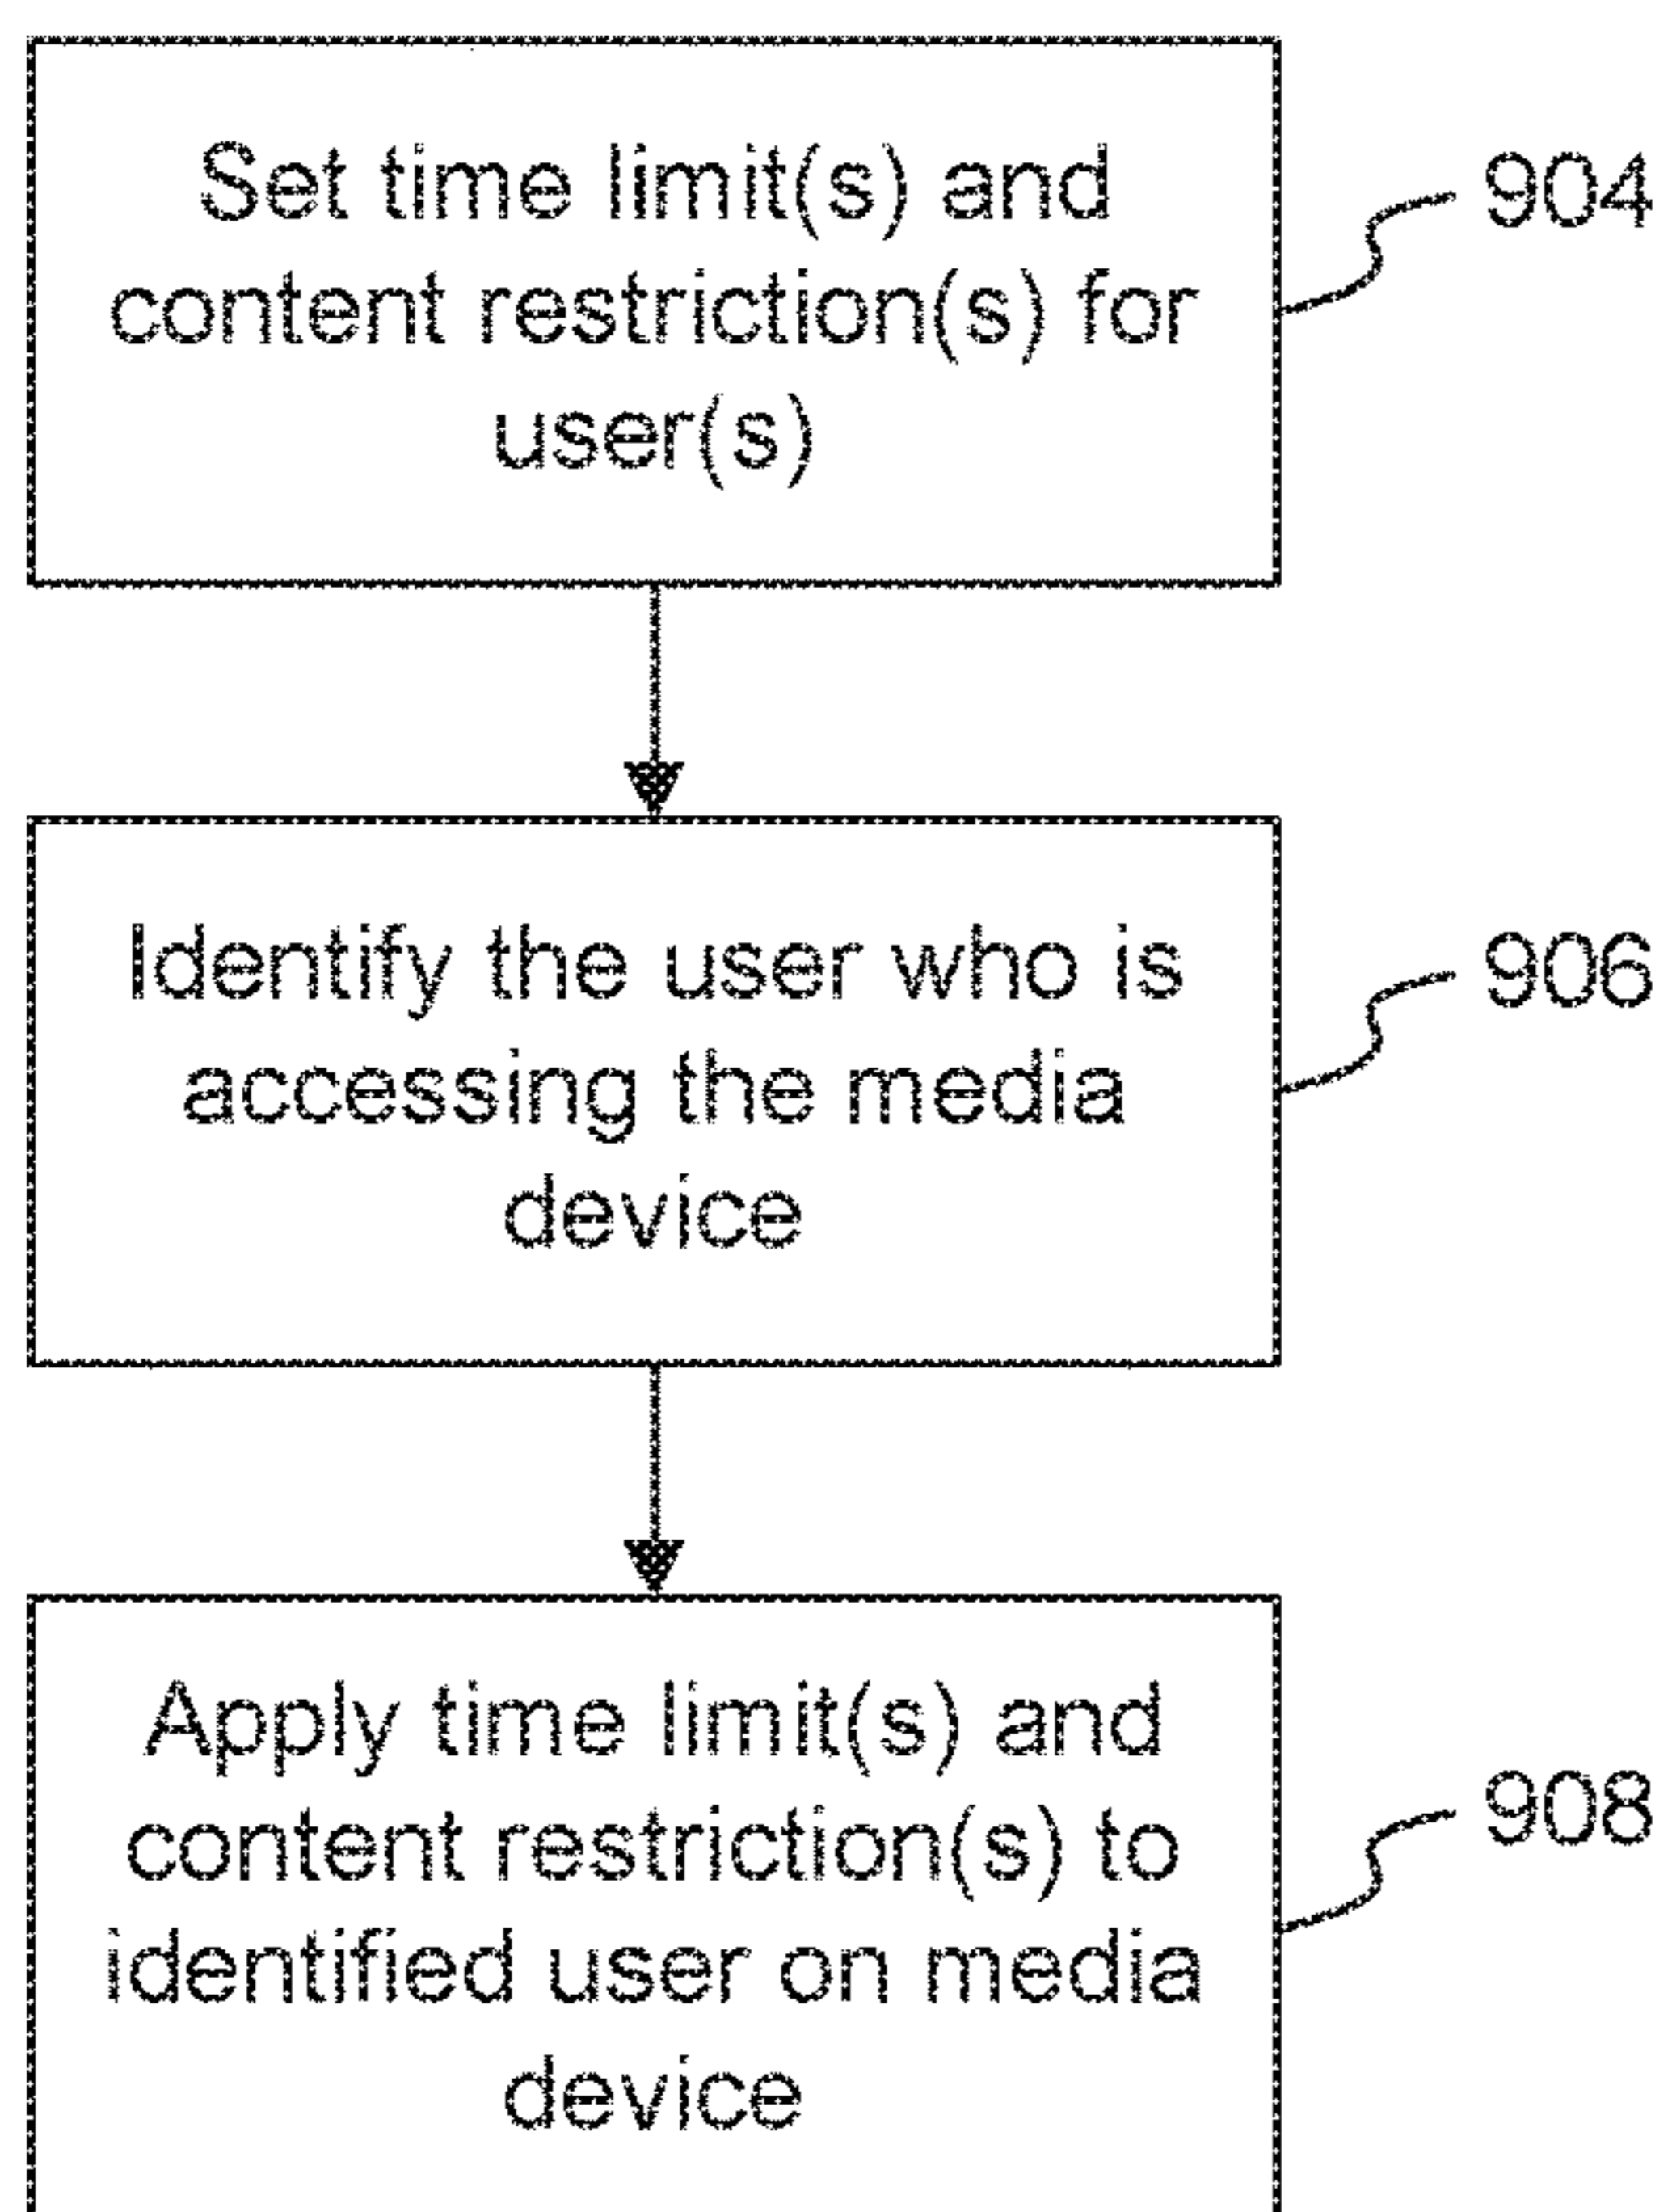 Set time limit(s) and
content restriction(s) for
user(s)
904
Identify the user who is
accessing the media
device
906
Apply time limit(s) and
content restriction(s) to
identified user on media
device
908